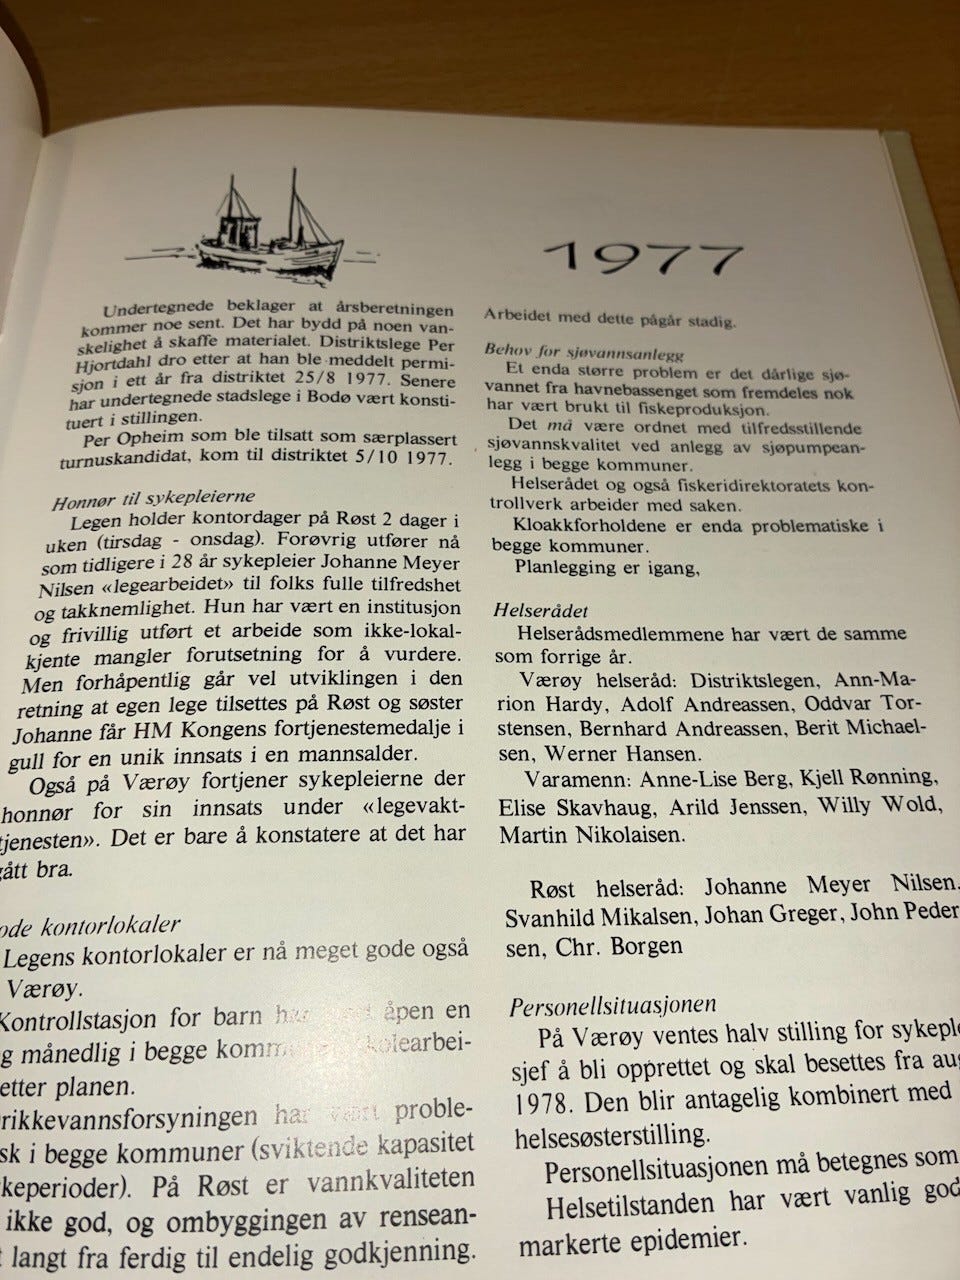 1977
Undertegnede beklager at årsberetningen
kommer noe sent. Det har bydd på noen van-
skelighet å skaffe materialet. Distriktslege Per
Hjortdahl dro etter at han ble meddelt permi-
sjon i ett år fra distriktet 25/8 1977. Senere
har undertegnede stadslege i Bodø vært konsti-
tuert i stillingen.
Per Opheim som ble tilsatt som særplassert
turnuskandidat, kom til distriktet 5/10 1977.
Honnør til sykepleierne
Legen holder kontordager på Røst 2 dager i
uken (tirsdag - onsdag). Forøvrig utfører nå
som tidligere i 28 år sykepleier Johanne Meyer
Nilsen «legearbeidet» til folks fulle tilfredshet
og takknemlighet. Hun har vært en institusjon
og frivillig utført et arbeide som ikke-lokal-
kjente mangler forutsetning for å vurdere.
Men forhåpentlig går vel utviklingen i den
retning at egen lege tilsettes på Røst og søster
Johanne får HM Kongens fortjenestemedalje i
gull for en unik innsats i en mannsalder.
Også på Værøy fortjener sykepleierne der
honnør for sin innsats under «legevakt-
tjenesten». Det er bare å konstatere at det har
gått bra.
ode kontorlokaler
Legens kontorlokaler er nå meget gode også
Værøy.
Kontrollstasjon for barn har åpen en
g månedlig i begge kolearbei-
etter planen.
rikkevannsforsyningen har vært proble-
sk i begge kommuner (sviktende kapasitet
keperioder). På Røst er vannkvaliteten
ikke god, og ombyggingen av rensean-
t langt fra ferdig til endelig godkjenning.
Arbeidet med dette pågår stadig.
Behov for sjøvannsanlegg
Et enda større problem er det dårlige sjø-
vannet fra havnebassenget som fremdeles nok
har vært brukt til fiskeproduksjon.
Det må være ordnet med tilfredsstillende
sjøvannskvalitet ved anlegg av sjøpumpean-
legg i begge kommuner.
Helserådet og også fiskeridirektoratets kon-
trollverk arbeider med saken.
Kloakkforholdene er enda problematiske i
begge kommuner.
Planlegging er igang,
Helserådet
Helserådsmedlemmene har vært de samme
som forrige år.
Værøy helseråd: Distriktslegen, Ann-Ma-
rion Hardy, Adolf Andreassen, Oddvar Tor-
stensen, Bernhard Andreassen, Berit Michael-
sen, Werner Hansen.
Varamenn: Anne-Lise Berg, Kjell Rønning,
Elise Skavhaug, Arild Jenssen, Willy Wold,
Martin Nikolaisen.
Røst helseråd: Johanne Meyer Nilsen.
Svanhild Mikalsen, Johan Greger, John Peder
sen, Chr. Borgen
Personellsituasjonen
På Værøy ventes halv stilling for sykepl
sjef å bli opprettet og skal besettes fra aug
1978. Den blir antagelig kombinert med
helsesøsterstilling.
Personellsituasjonen må betegnes som
Helsetilstanden har vært vanlig god
markerte epidemier.